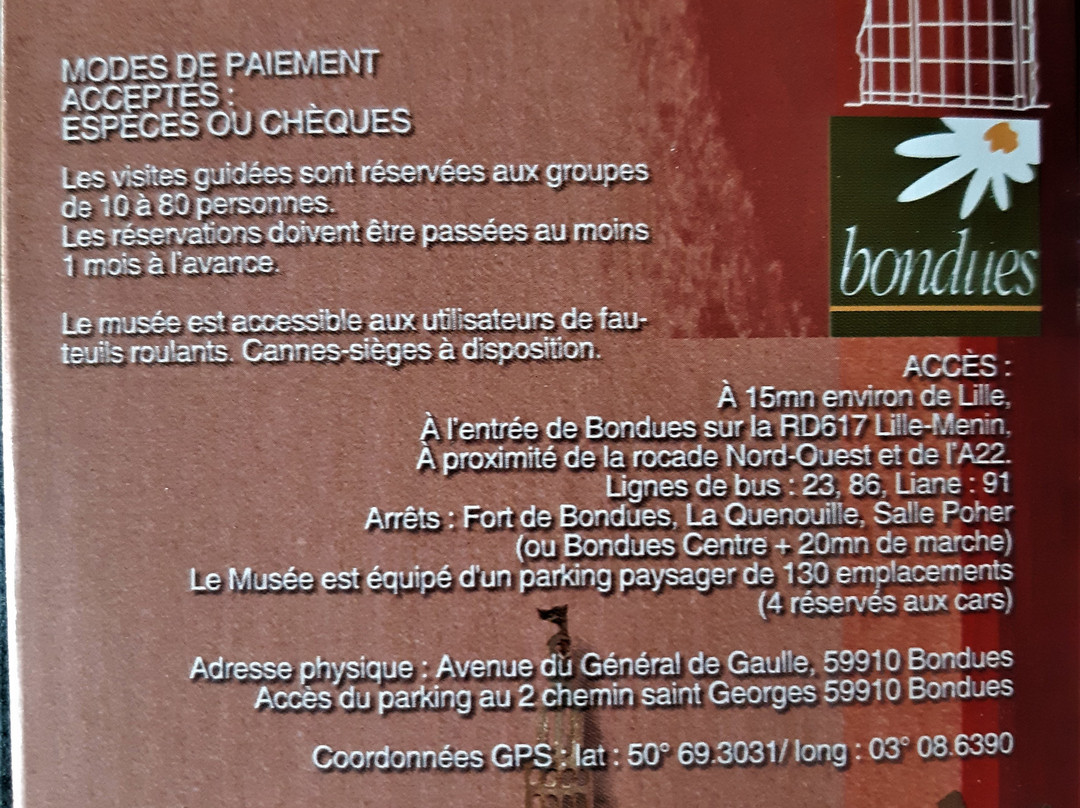 MODES DE PAIEMENT
ACCEPTÉS :
ESPÈCES OU CHÈQUES
Les visites guidées sont réservées aux groupes
de 10 à 80 personnes.
Les réservations doivent être passées au moins
1 mois à l'avance.
Le musée est accessible aux utilisateurs de fau-
teuils roulants. Cannes-sièges à disposition.
bondues
ACCÈS :
À 15mn environ de Lille,
À l'entrée de Bondues sur la RD617 Lille-Menin,
À proximité de la rocade Nord-Ouest et de l'A22.
Lignes de bus : 23, 86, Liane : 91
Arrêts : Fort de Bondues, La Quenouille, Salle Poher
(ou Bondues Centre + 20mn de marche)
Le Musée est équipé d'un parking paysager de 130 emplacements
(4 réservés aux cars)
Adresse physique : Avenue du Général de Gaulle, 59910 Bondues
Accès du parking au 2 chemin saint Georges 59910 Bondues
Coordonnées GPS : lat : 50° 69.3031/ long : 03° 08.6390